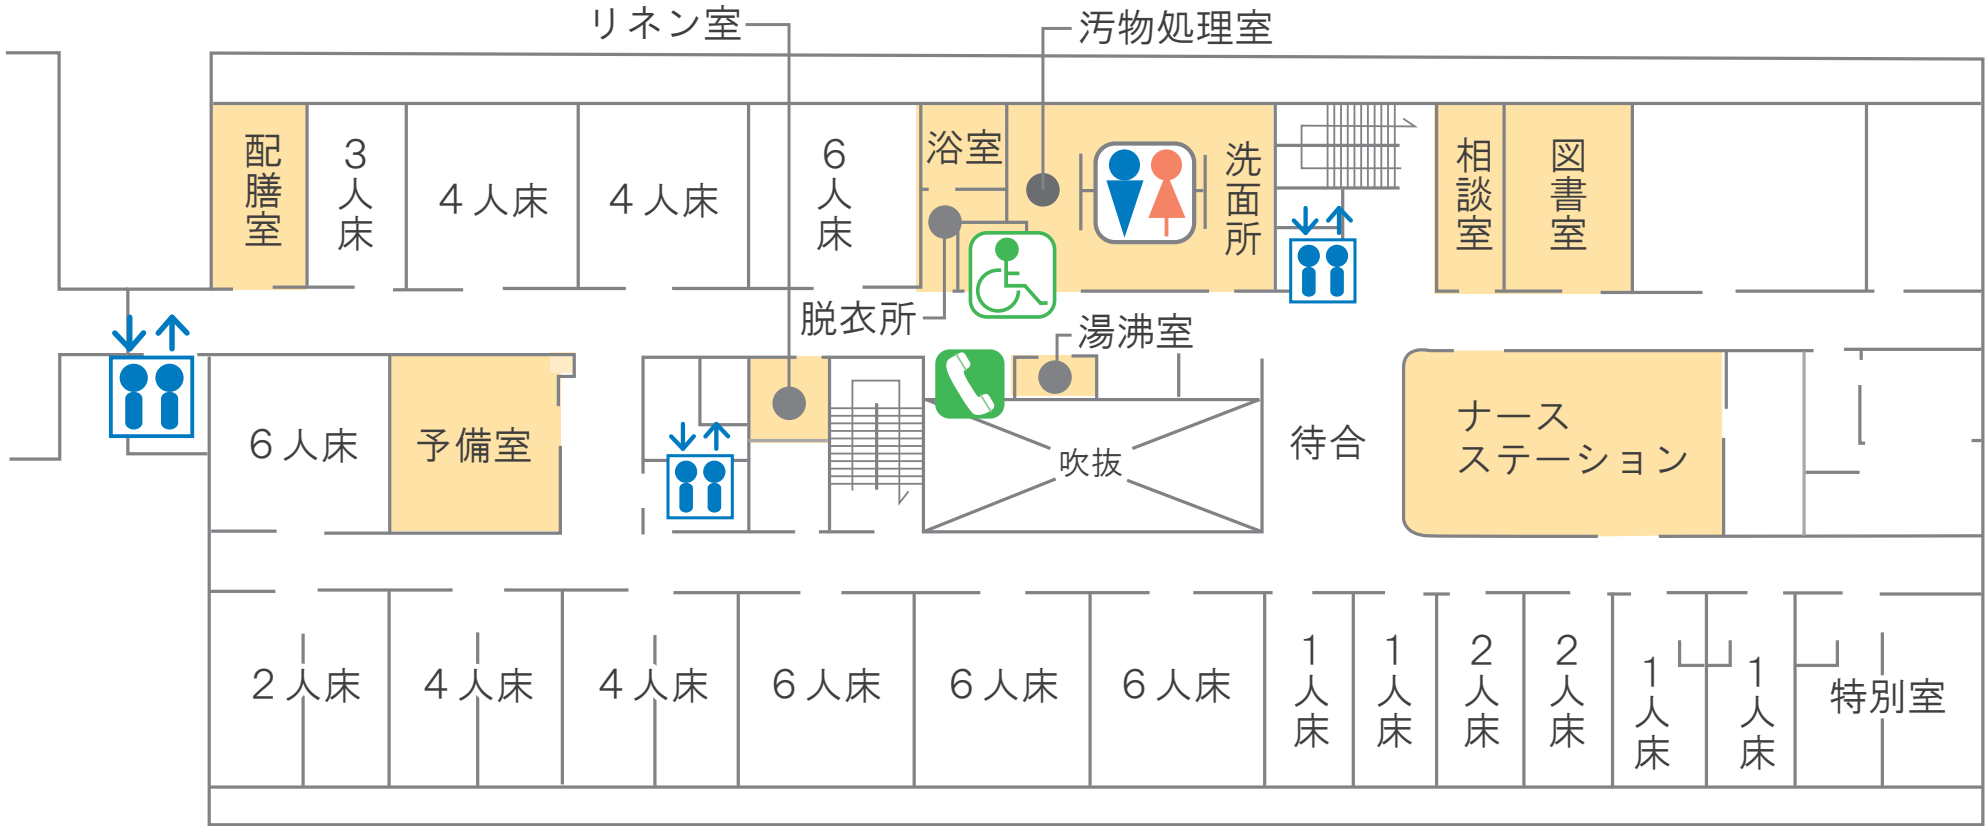 リネン室
汚物処理室
配膳室
3人床
4人床
4人床
6人床
浴室
洗面所
相談室
図書室
脱衣所
湯沸室
6人床
予備室
吹抜
待合
ナース
ステーション
2人床
4人床
4人床
6人床
6人床
6人床
1人床
1人床
2人床
2人床
1人床
1人床
特別室